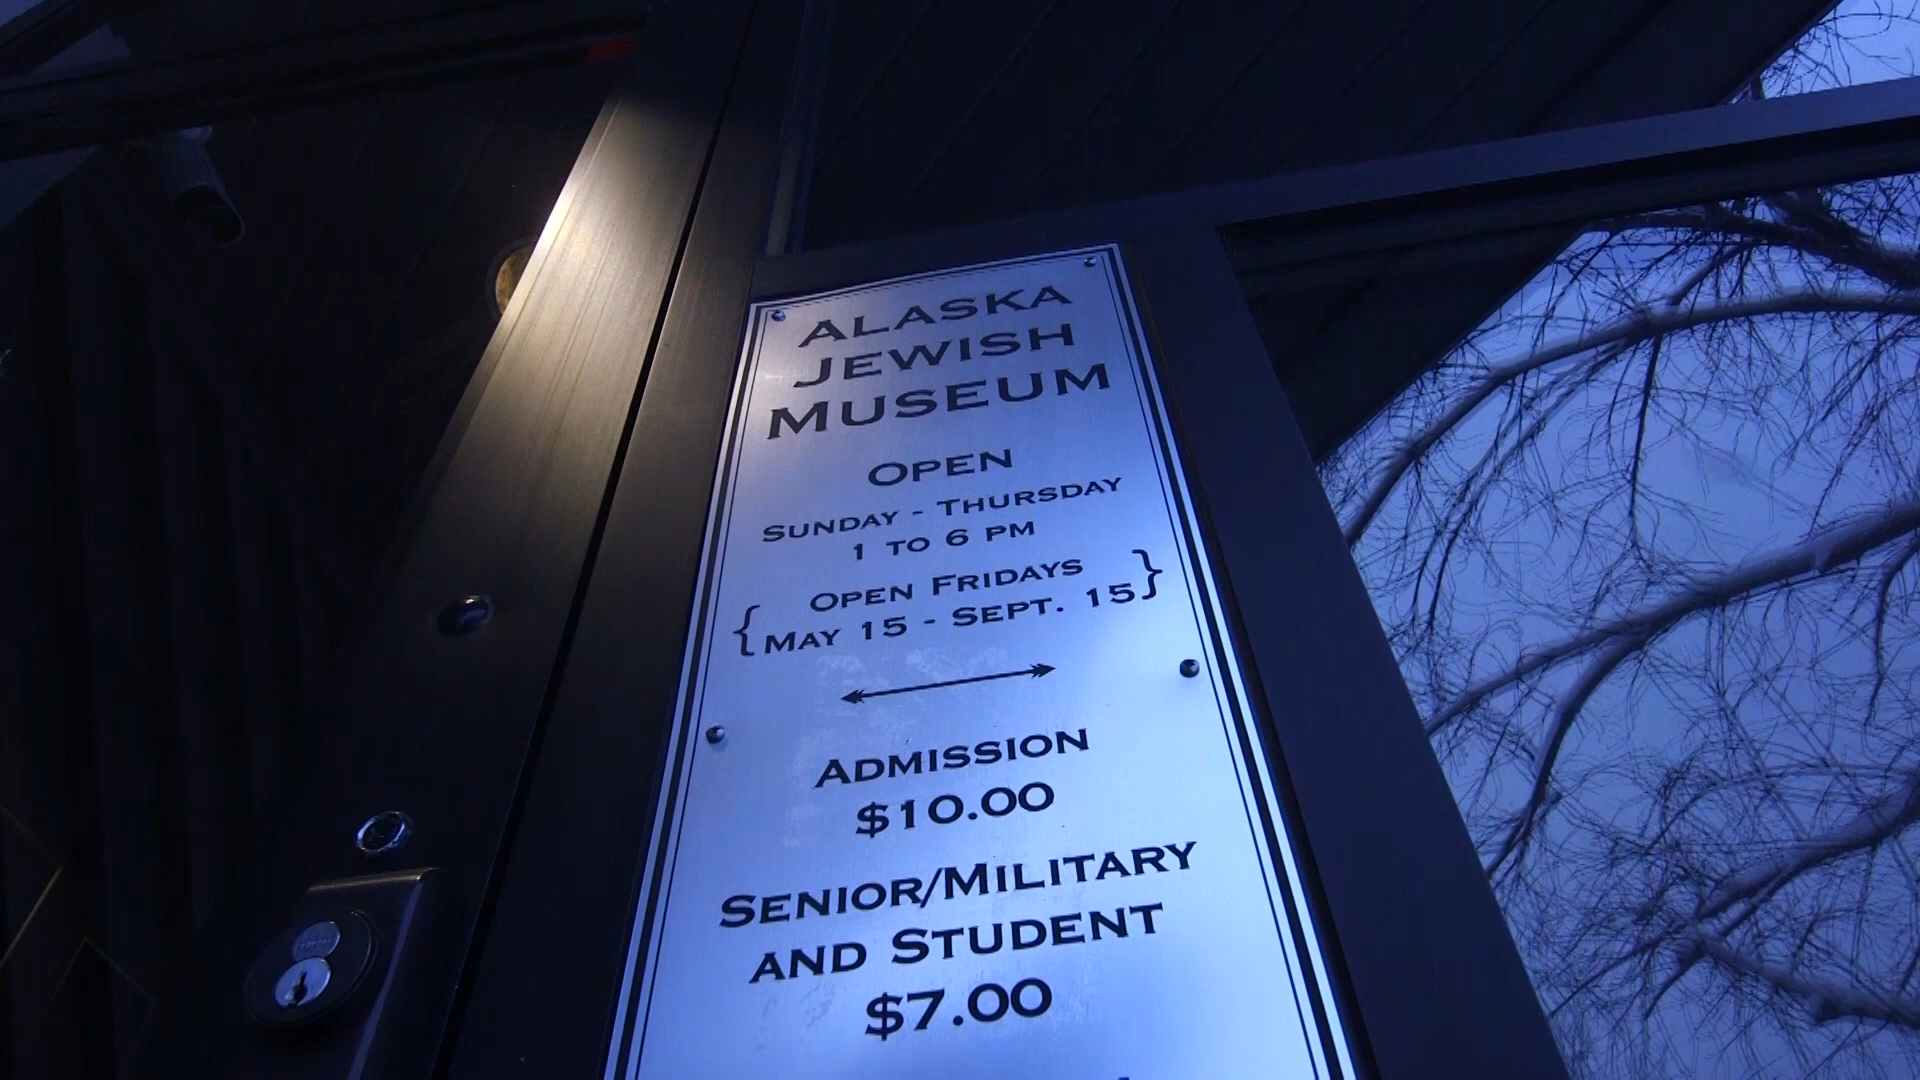 ALASKA
JEWISH
MUSEUM
OPEN
SUNDAY - THURSDAY
1 TO 6 PM
{ OPEN FRIDAYS
MAY 15 - SEPT. 15 }
ADMISSION
$10.00
SENIOR/MILITARY
AND STUDENT
$7.00